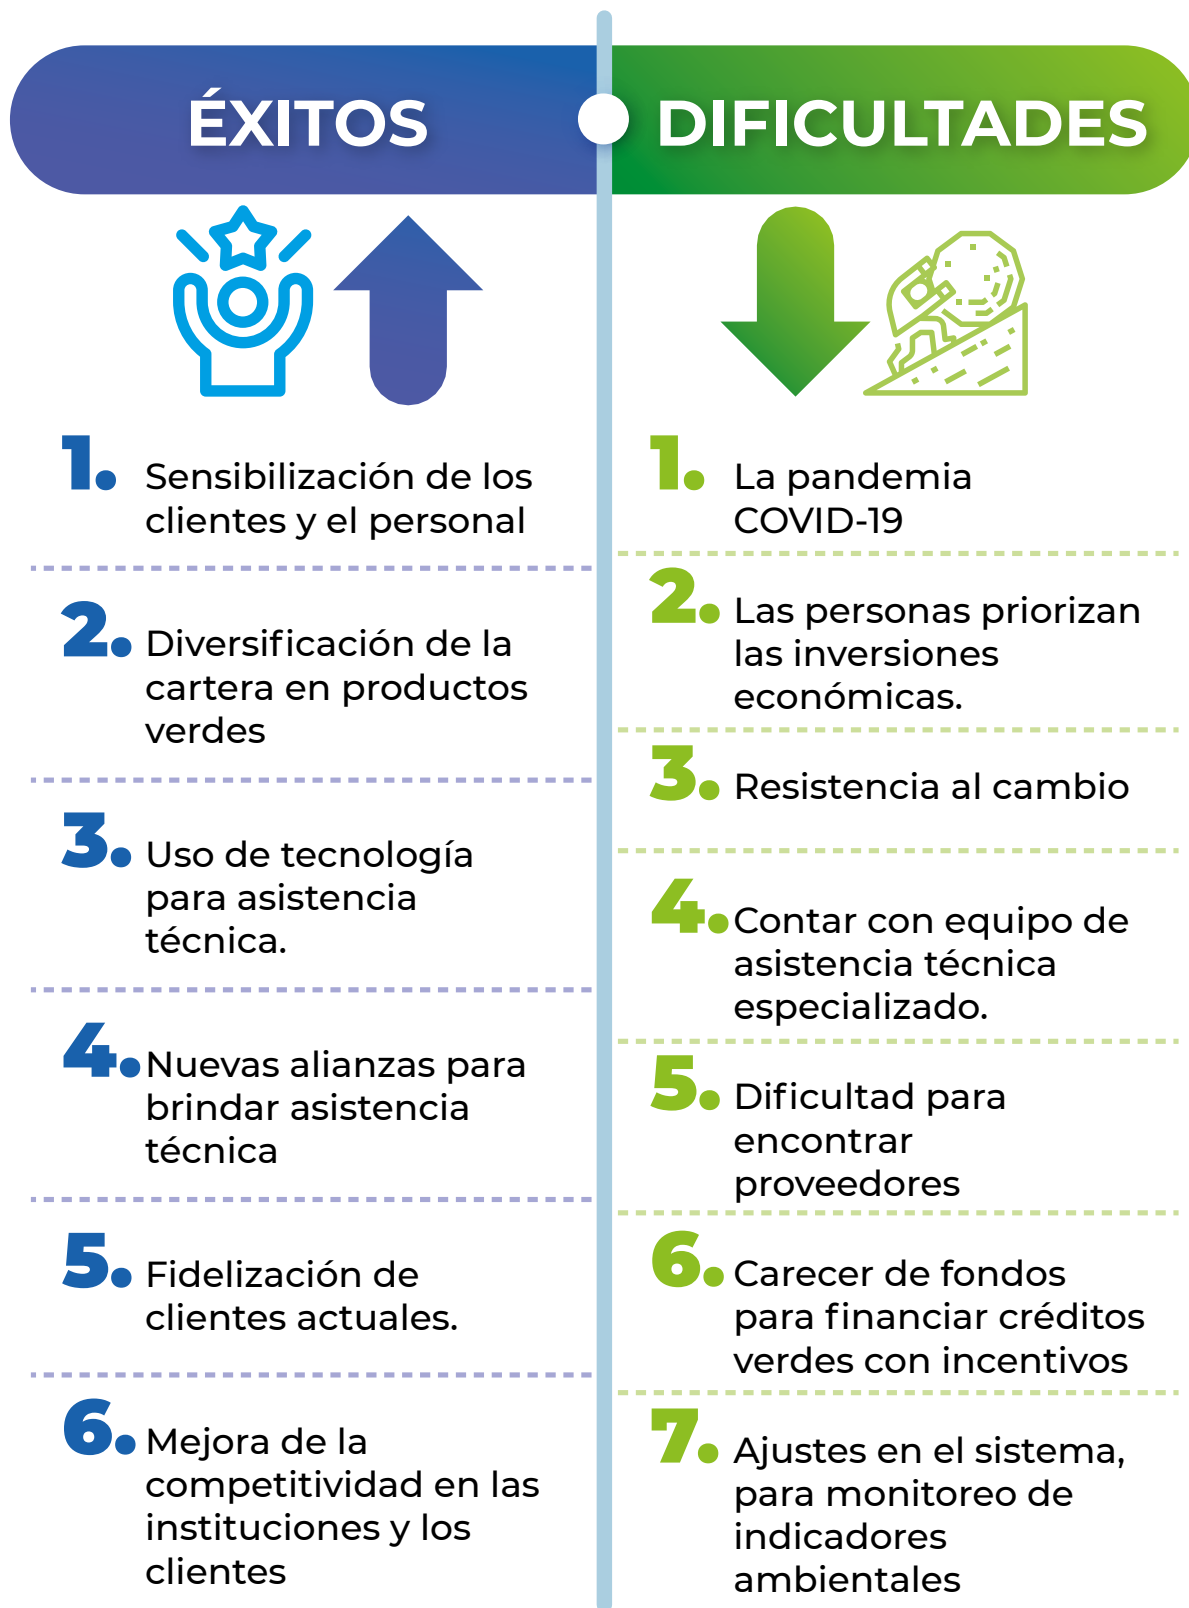 ÉXITOS
1.
Sensibilización de los
clientes y el personal
2.
Diversificación de la
cartera en productos
verdes
3.
Uso de tecnología
para asistencia
técnica.
4.
Nuevas alianzas para
brindar asistencia
técnica
5.
Fidelización de
clientes actuales.
6.
Mejora de la
competitividad en las
instituciones y los
clientes
DIFICULTADES
1.
La pandemia
COVID-19
2.
Las personas priorizan
las inversiones
económicas.
3.
Resistencia al cambio
4.
Contar con equipo de
asistencia técnica
especializado.
5.
Dificultad para
encontrar
proveedores
6.
Carecer de fondos
para financiar créditos
verdes con incentivos
7.
Ajustes en el sistema,
para monitoreo de
indicadores
ambientales